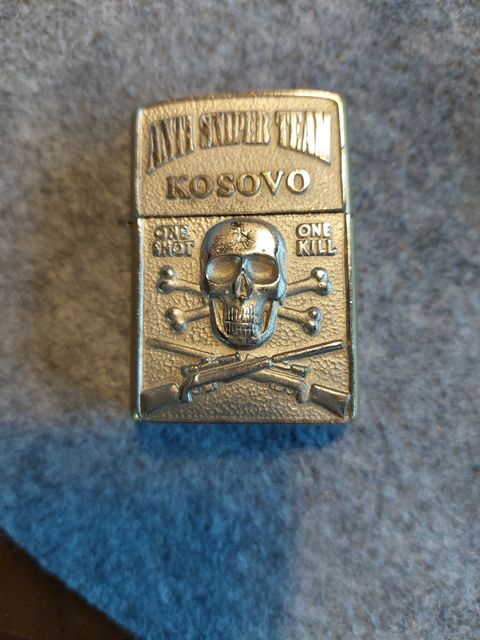 ANTI SNIPER TEAM
KOSOVO
ONE SHOT
ONE KILL